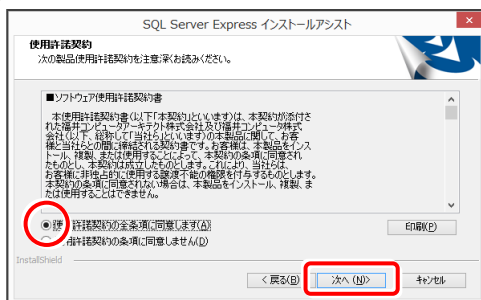 SQL Server Express インストールアシスト
使用許諾契約
次の製品使用許諾契約を注意深くお読みください。
■ソフトウェア使用許諾契約書
本使用許諾契約書(以下「本契約」といいます)は、本契約が添付さ
れた福井コンピュータアーキテクト株式会社及び福井コンピュータ株式
会社(以下、総称して「当社ら」といいます)の本製品に関して、お客
様と当社らとの間に締結される契約書です。お客様は、本製品をインス
トール、複製、または使用することによって、本契約の条項に同意され
たものとし、本契約は成立したものとします。これにより、当社らは、
お客様に非独占的に使用する譲渡不能の権限を付与するものとします。
本契約の条項に同意されない場合は、本製品をインストール、複製、ま
たは使用することはできません。
使用許諾契約の全条項に同意します(A)
用許諾契約の条項に同意しません(D)
印刷(P)
InstallShield
< 戻る(B)
次へ (N)>
キャンセル